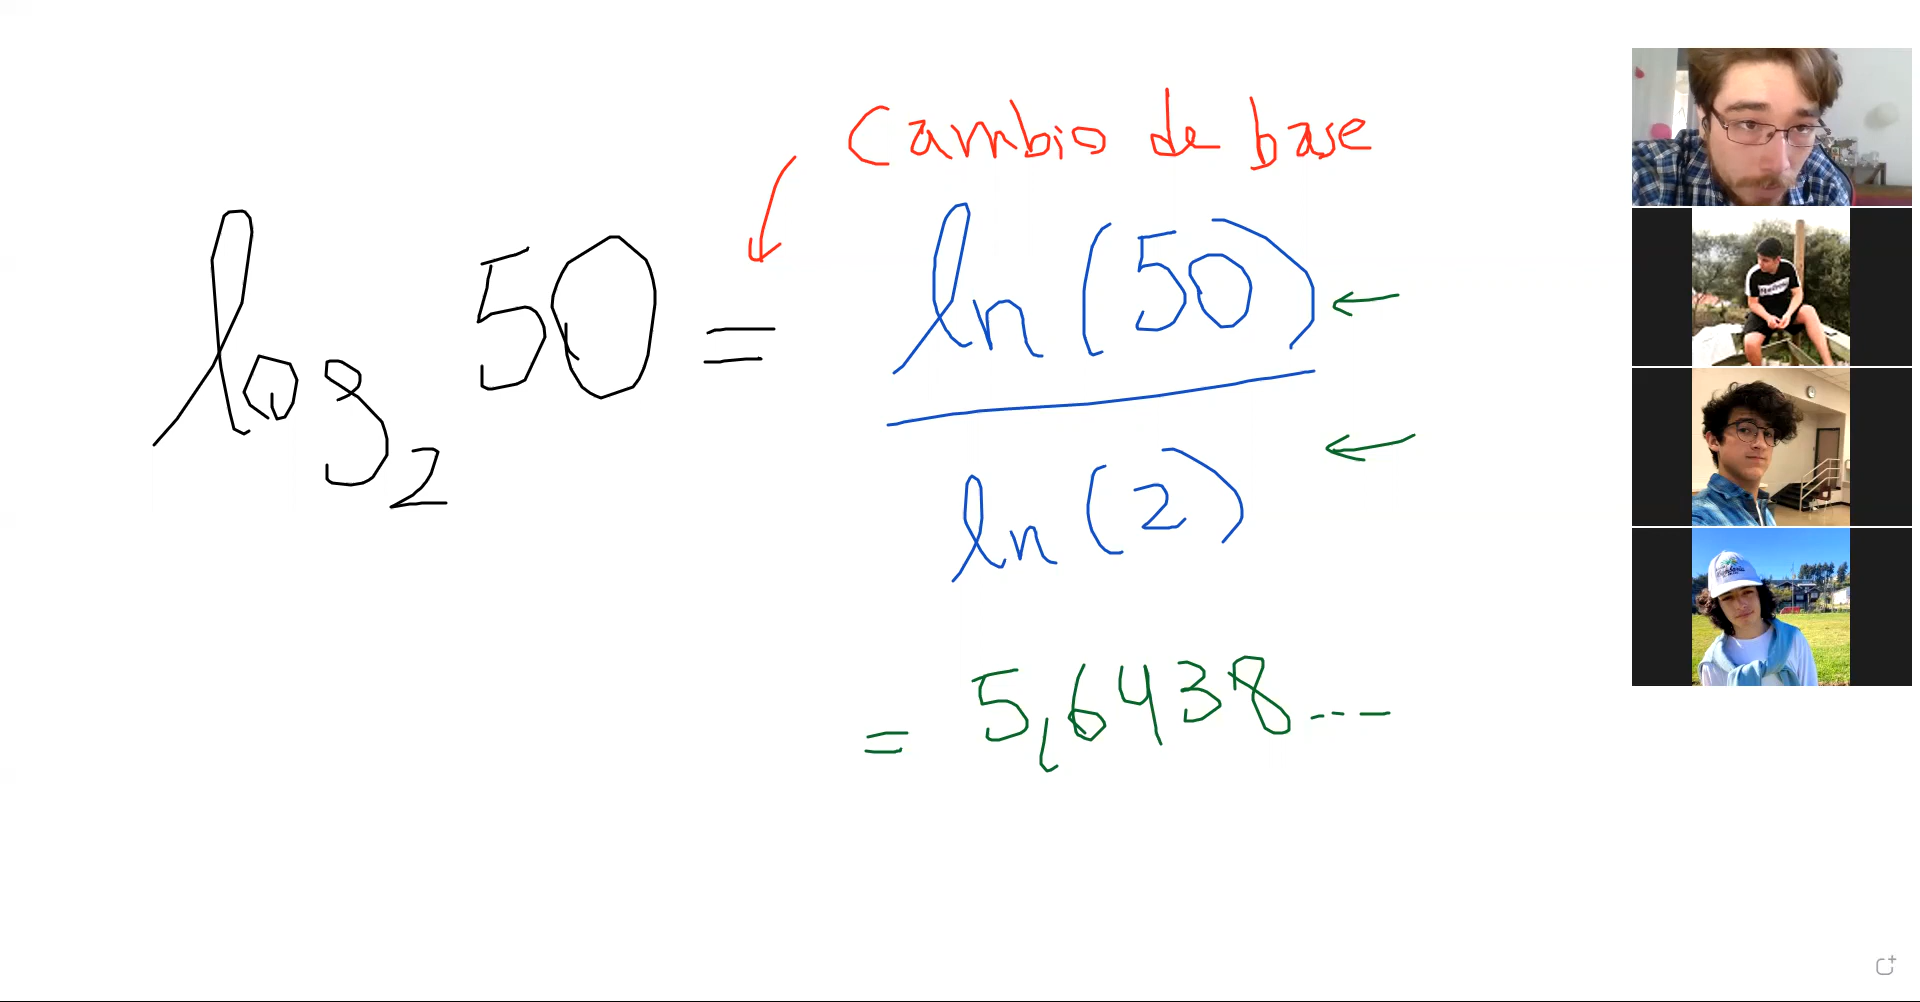 Cambio de base
log₂ 50 = ln(50) / ln(2)
= 5,6438...